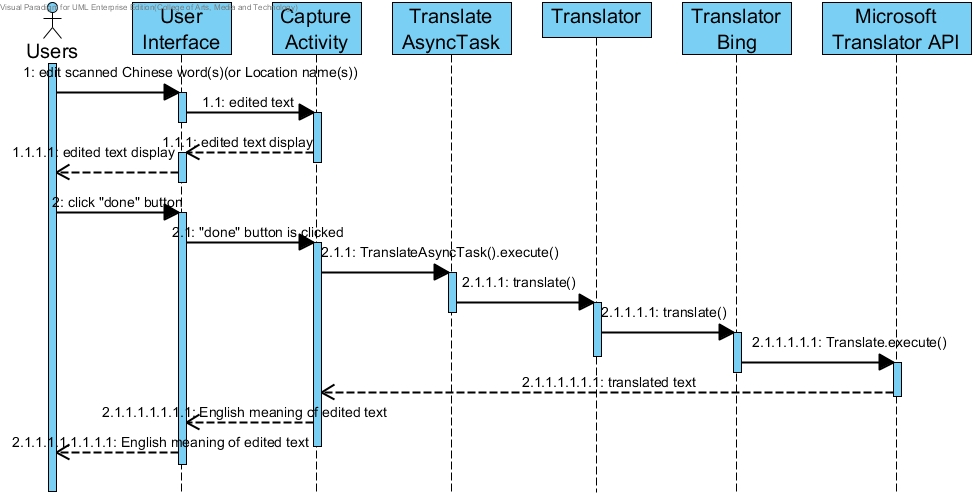 Visual Paradigm for UML Enterprise Edition(College of Arts, Media and Technology)
Users
User
Interface
Capture
Activity
Translate
AsyncTask
Translator
Translator
Bing
Microsoft
Translator API
1: edit scanned Chinese word(s)(or Location name(s))
1.1: edited text
1.1.1: edited text display
1.1.1.1: edited text display
2: click "done" button
2.1: "done" button is clicked
2.1.1: TranslateAsyncTask().execute()
2.1.1.1: translate()
2.1.1.1.1: translate()
2.1.1.1.1.1: Translate.execute()
2.1.1.1.1.1.1: translated text
2.1.1.1.1.1.1.1: English meaning of edited text
2.1.1.1.1.1.1.1.1: English meaning of edited text